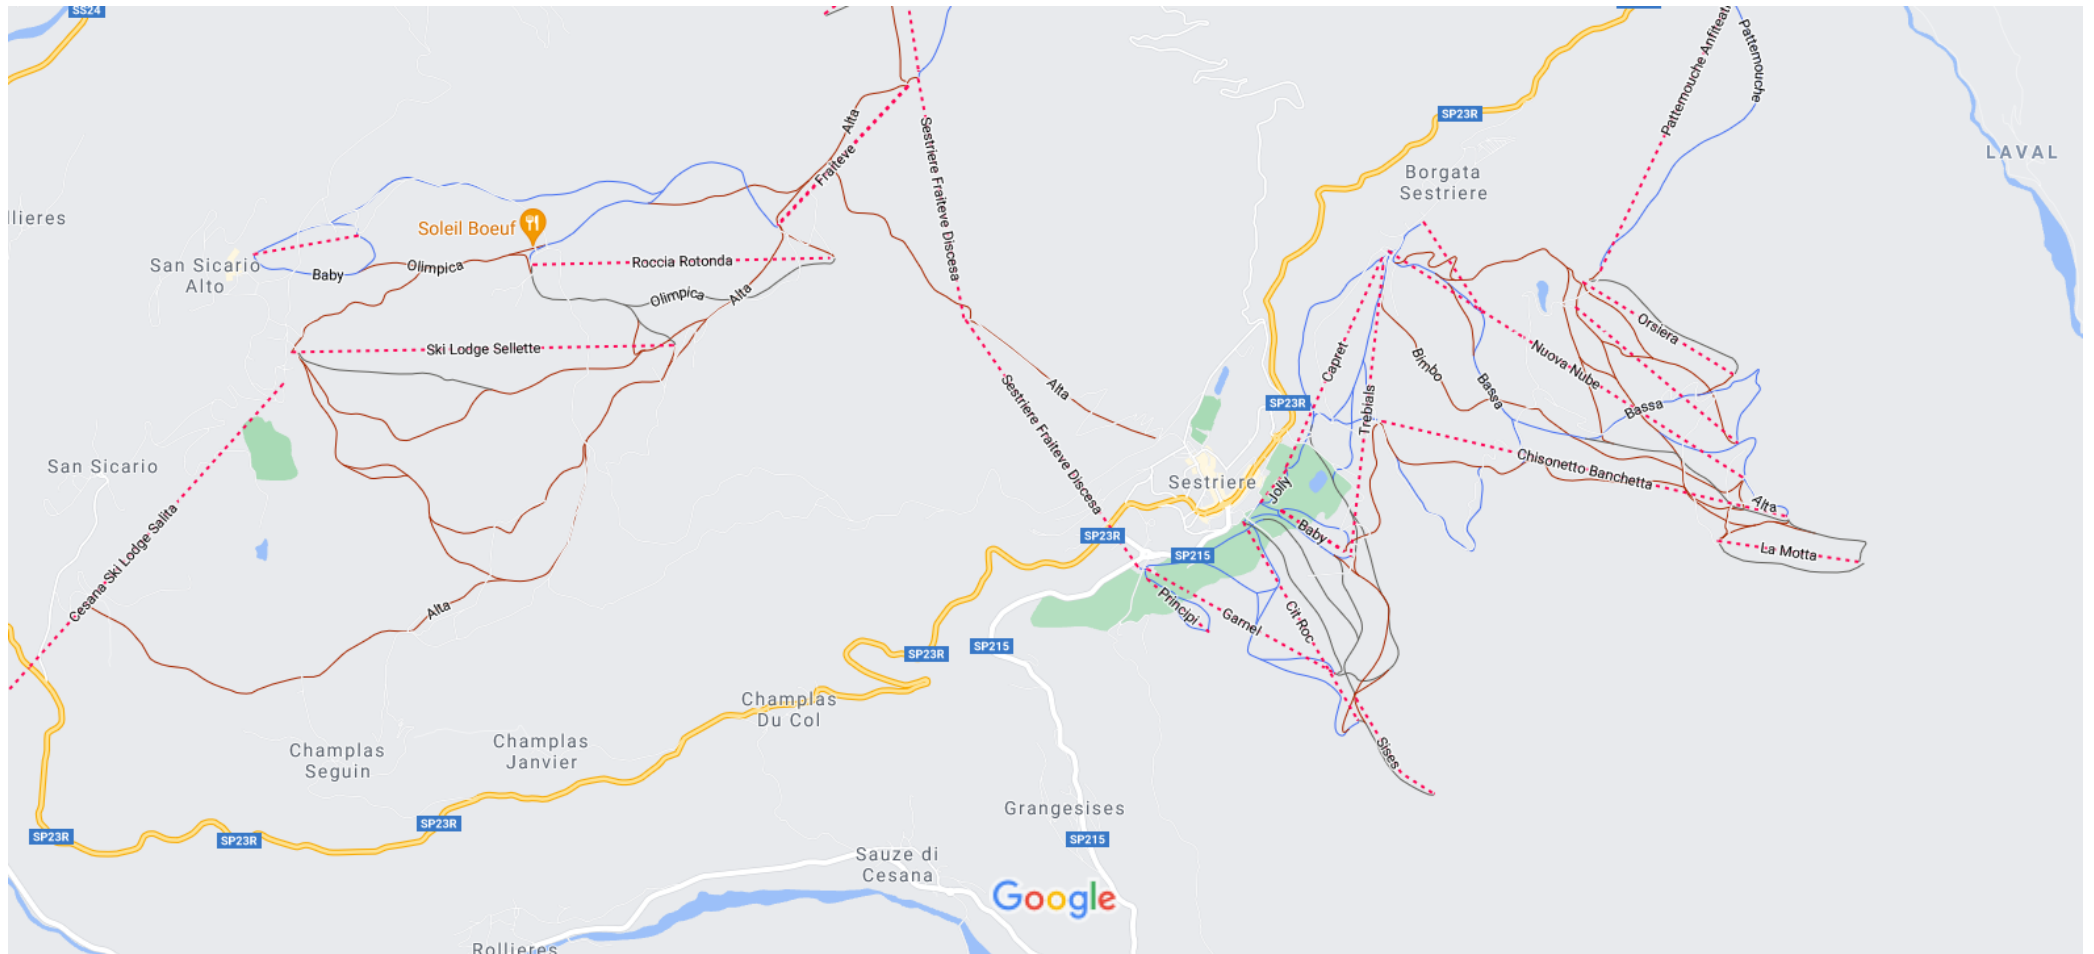 SS24
Pattemouche Anfiteat
Pattemouche
SP23R
Alta
Fraiteve
Sestriere Fraiteve Discesa
LAVAL
Borgata
Sestriere
llieres
Soleil Boeuf
San Sicario
Alto
Baby
Olimpica
Roccia Rotonda
Olimpica
Alta
Ski Lodge Sellette
Orsiera
Nuova Nube
Capret
Bimbo
Bassa
Bassa
Trebials
SP23R
Alta
Sestriere Fraiteve Discesa
San Sicario
Chisonetto Banchetta
Sestriere
Jolly
Alta
Baby
La Motta
SP23R
SP215
Cesana-Ski Lodge Salita
Alta
Principi
Garnel
Cit Roc
SP23R
SP215
Champlas
Du Col
Champlas
Seguin
Champlas
Janvier
Sises
SP23R
SP23R
SP23R
Grangesises
SP215
Sauze di
Cesana
Google
Rollieres